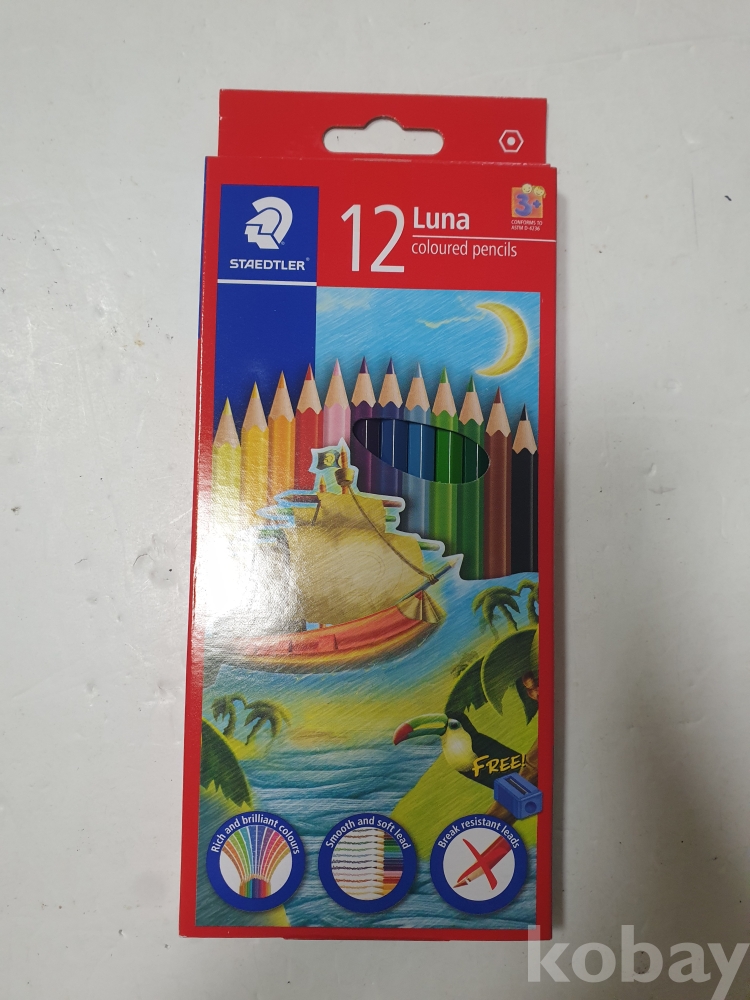 STAEDTLER®
12 Luna
coloured pencils
3+
CONFORMS TO
ASTM D-4236
FREE!
Rich and brilliant colours
Smooth and soft lead
Break resistant leads
kobay